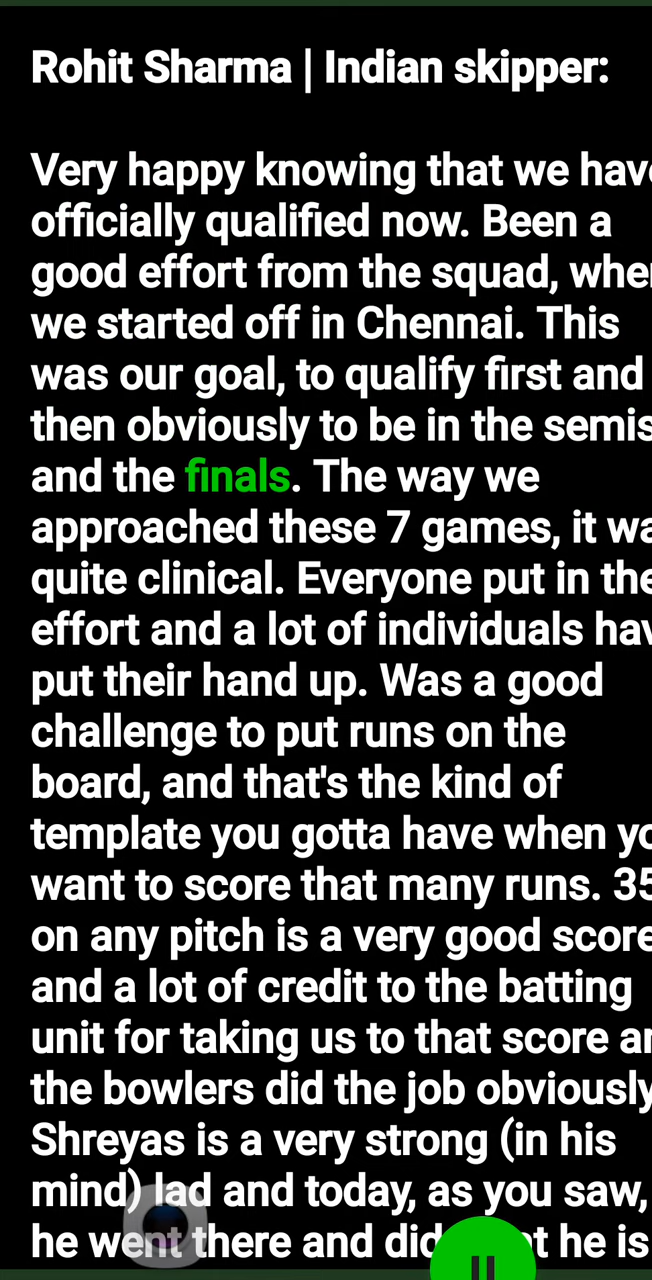 Rohit Sharma | Indian skipper:
Very happy knowing that we have
officially qualified now. Been a
good effort from the squad, when
we started off in Chennai. This
was our goal, to qualify first and
then obviously to be in the semis
and the finals. The way we
approached these 7 games, it wa
quite clinical. Everyone put in the
effort and a lot of individuals hav
put their hand up. Was a good
challenge to put runs on the
board, and that's the kind of
template you gotta have when yo
want to score that many runs. 35
on any pitch is a very good score
and a lot of credit to the batting
unit for taking us to that score an
the bowlers did the job obviously
Shreyas is a very strong (in his
mind) lad and today, as you saw,
he went there and did he is